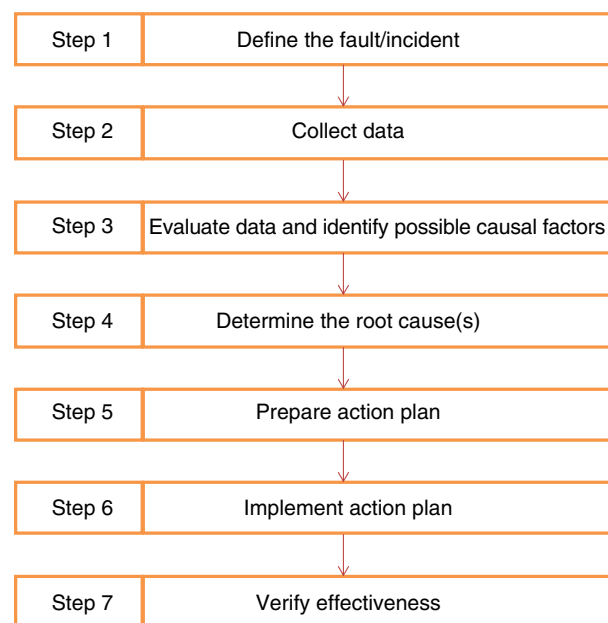 Step 1 Define the fault/incident
Step 2 Collect data
Step 3 Evaluate data and identify possible causal factors
Step 4 Determine the root cause(s)
Step 5 Prepare action plan
Step 6 Implement action plan
Step 7 Verify effectiveness